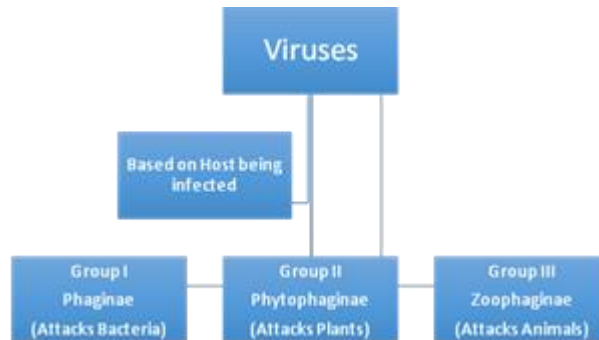 Viruses
Based on Host being
infected
Group I
Phaginae
(Attacks Bacteria)
Group II
Phytophaginae
(Attacks Plants)
Group III
Zoophaginae
(Attacks Animals)